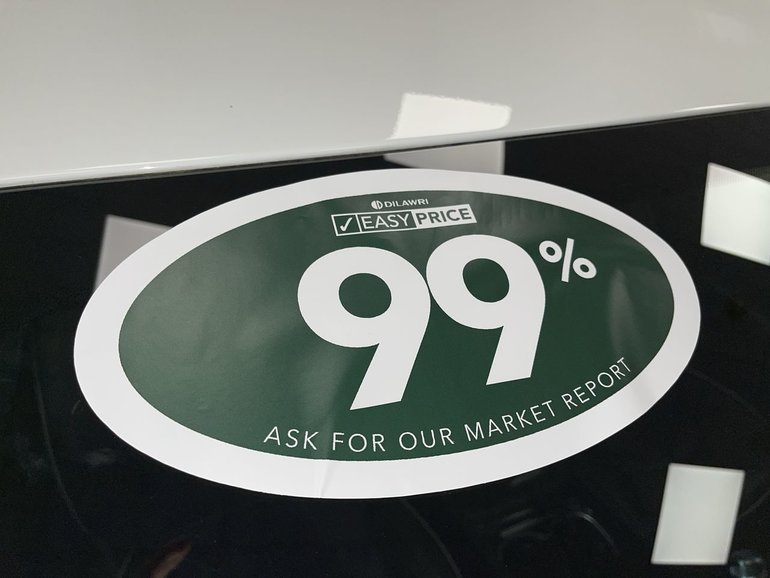 DILAWRI
✓ EASY PRICE
99%
ASK FOR OUR MARKET REPORT